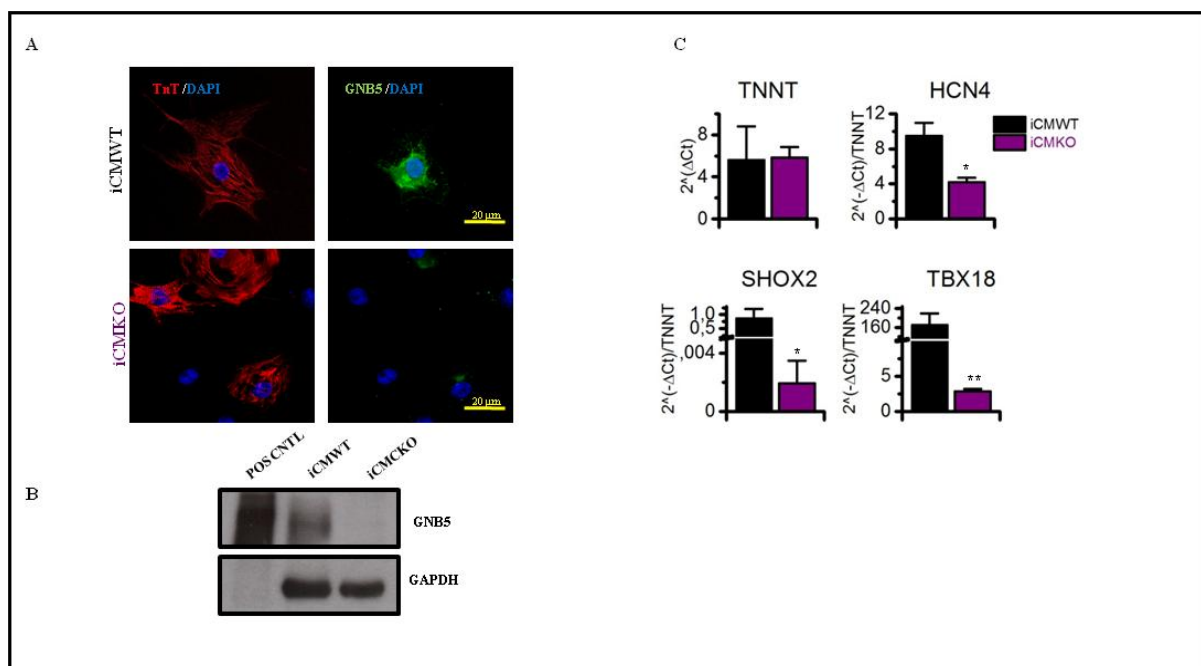 A
C
TnT /DAPI
GNB5 /DAPI
iCMWT
20 µm
iCMKO
20 µm
TNNT
2^(ΔCt)
8
4
0
HCN4
2^(-ΔCt)/TNNT
12
8
4
0
*
iCMWT
iCMKO
SHOX2
2^(-ΔCt)/TNNT
1,0
0,5
,004
0
*
TBX18
2^(-ΔCt)/TNNT
240
160
5
0
**
B
POS CNTL
iCMWT
iCMCKO
GNB5
GAPDH